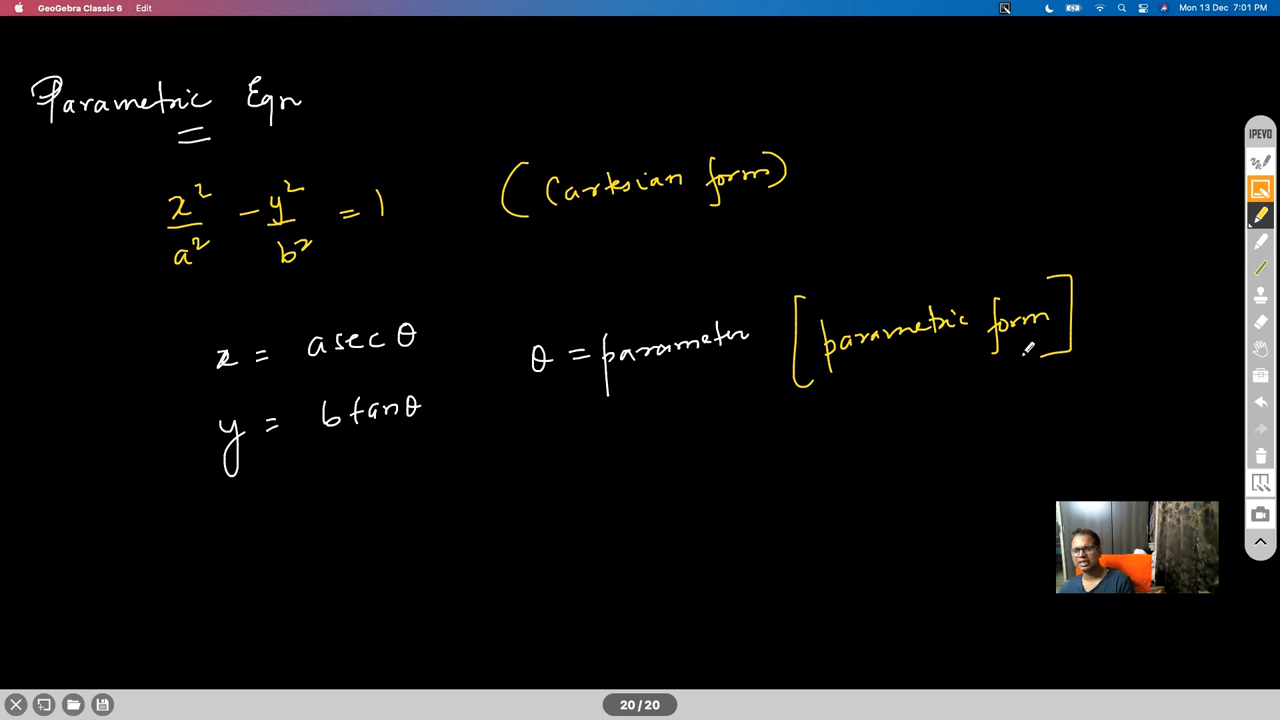 GeoGebra Classic 6 Edit Mon 13 Dec 7:01 PM
Parametric Eqn
x²/a² - y²/b² = 1 (Cartesian form)
x = a sec θ θ = parameter [parametric form]
y = b tan θ
IPEVO
20 / 20